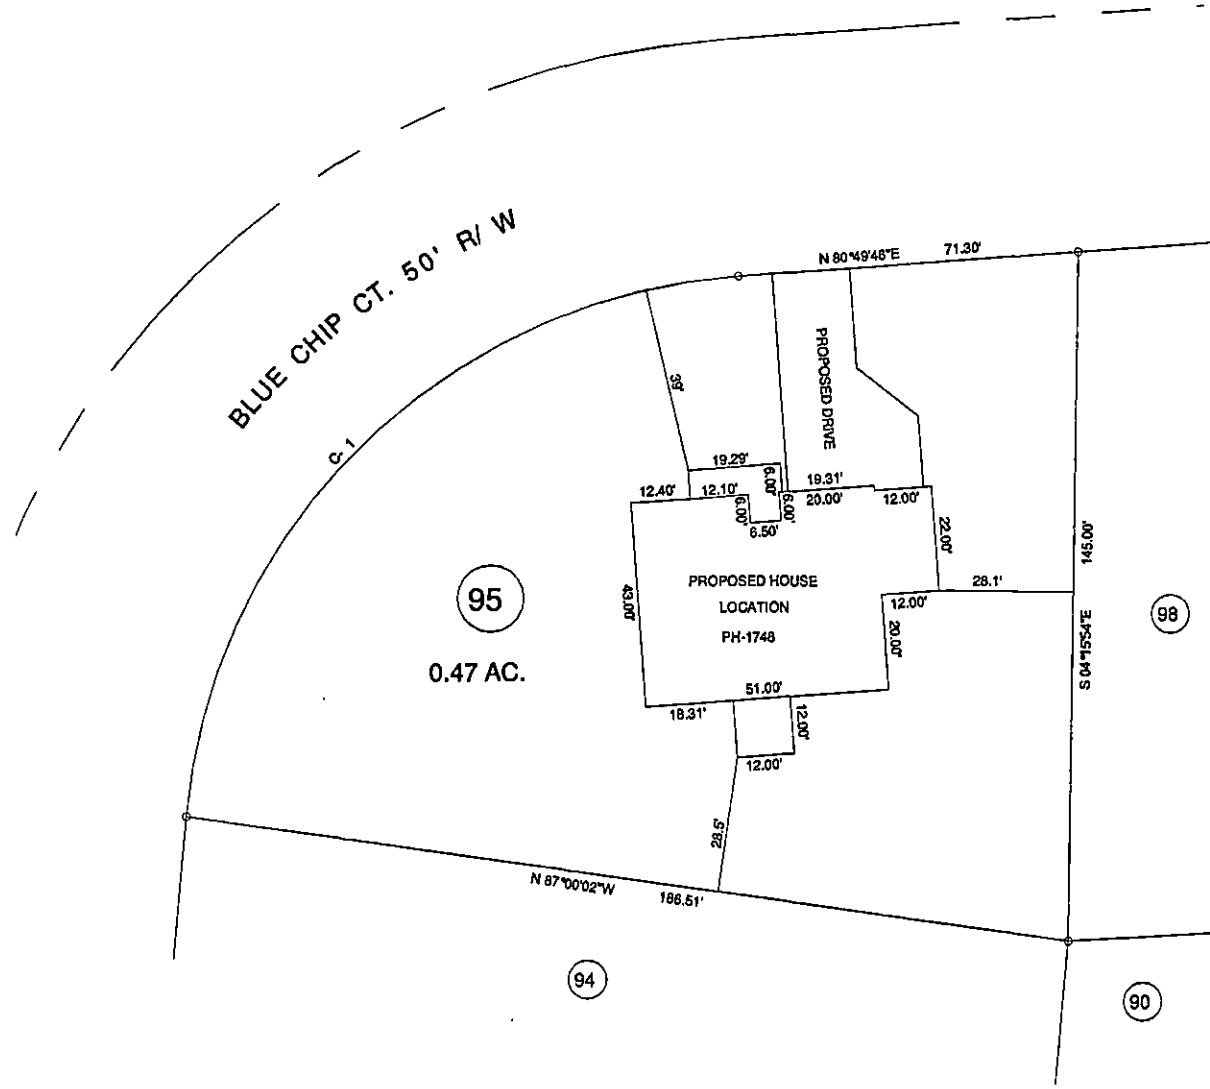 BLUE CHIP CT. 50' R/ W
N 80°49'48"E
71.30'
C- 1
39'
PROPOSED DRIVE
19.29'
6.00'
12.40'
12.10'
6.00'
6.50'
6.00'
19.31'
20.00'
12.00'
22.00'
145.00'
28.1'
12.00'
20.00'
43.00'
95
0.47 AC.
PROPOSED HOUSE
LOCATION
PH-1748
98
S 04°15'54"E
51.00'
18.31'
12.00'
12.00'
28.5'
N 87°00'02"W
186.51'
94
90